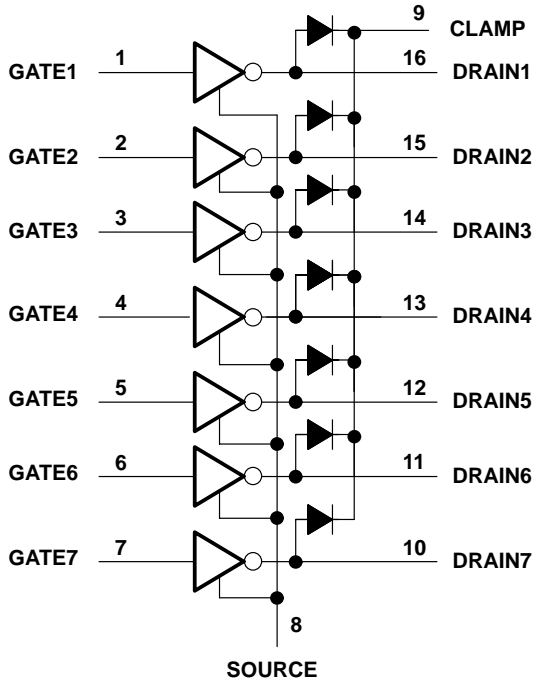 9 CLAMP
GATE1 1 16 DRAIN1
GATE2 2 15 DRAIN2
GATE3 3 14 DRAIN3
GATE4 4 13 DRAIN4
GATE5 5 12 DRAIN5
GATE6 6 11 DRAIN6
GATE7 7 10 DRAIN7
8
SOURCE